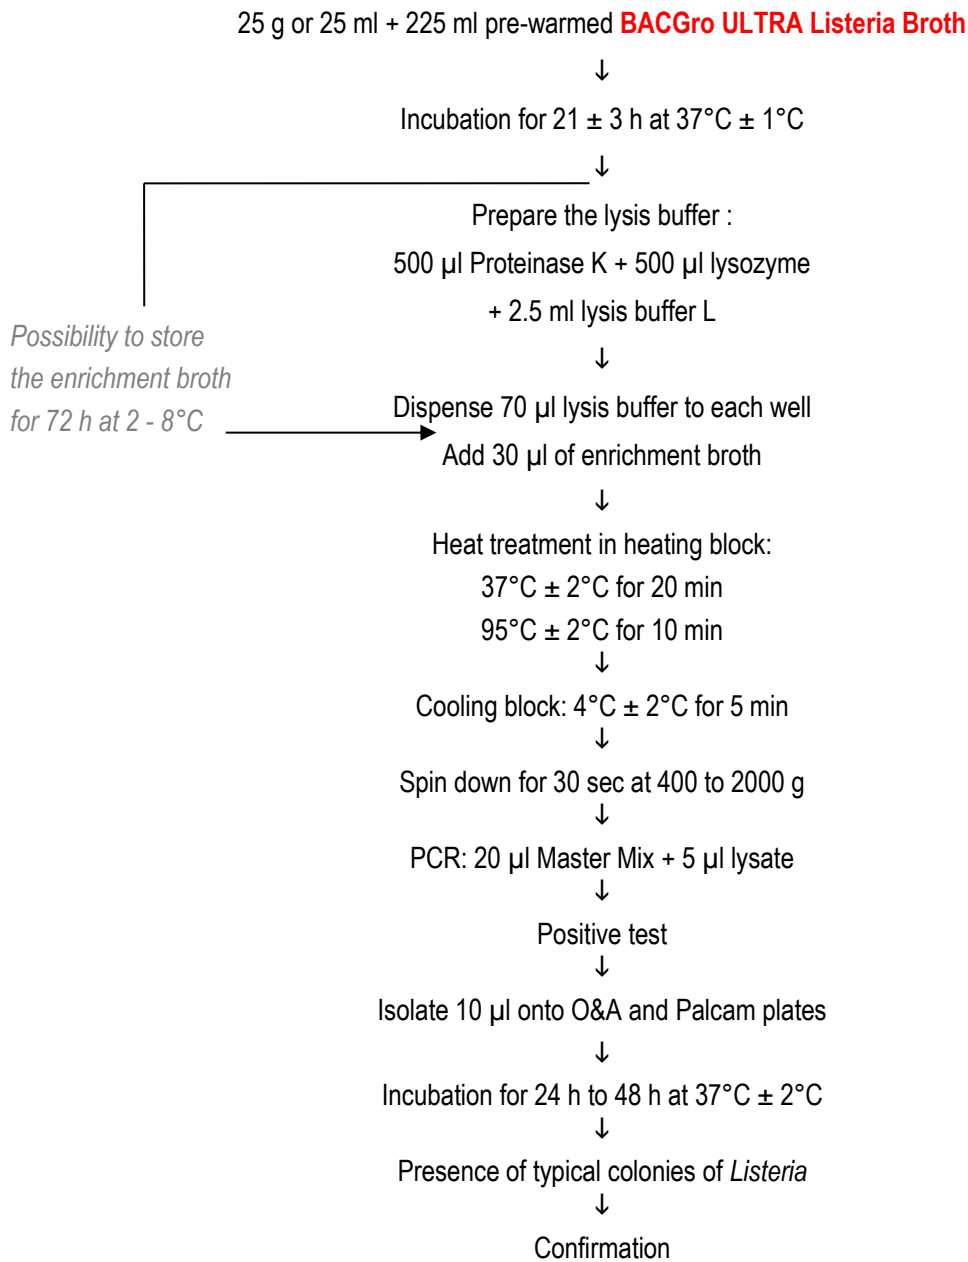 25 g or 25 ml + 225 ml pre-warmed BACGro ULTRA Listeria Broth
↓
Incubation for 21 ± 3 h at 37°C ± 1°C
↓
Prepare the lysis buffer :
500 µl Proteinase K + 500 µl lysozyme
+ 2.5 ml lysis buffer L
↓
Possibility to store
the enrichment broth
for 72 h at 2 - 8°C
Dispense 70 µl lysis buffer to each well
Add 30 µl of enrichment broth
↓
Heat treatment in heating block:
37°C ± 2°C for 20 min
95°C ± 2°C for 10 min
↓
Cooling block: 4°C ± 2°C for 5 min
↓
Spin down for 30 sec at 400 to 2000 g
↓
PCR: 20 µl Master Mix + 5 µl lysate
↓
Positive test
↓
Isolate 10 µl onto O&A and Palcam plates
↓
Incubation for 24 h to 48 h at 37°C ± 2°C
↓
Presence of typical colonies of Listeria
↓
Confirmation